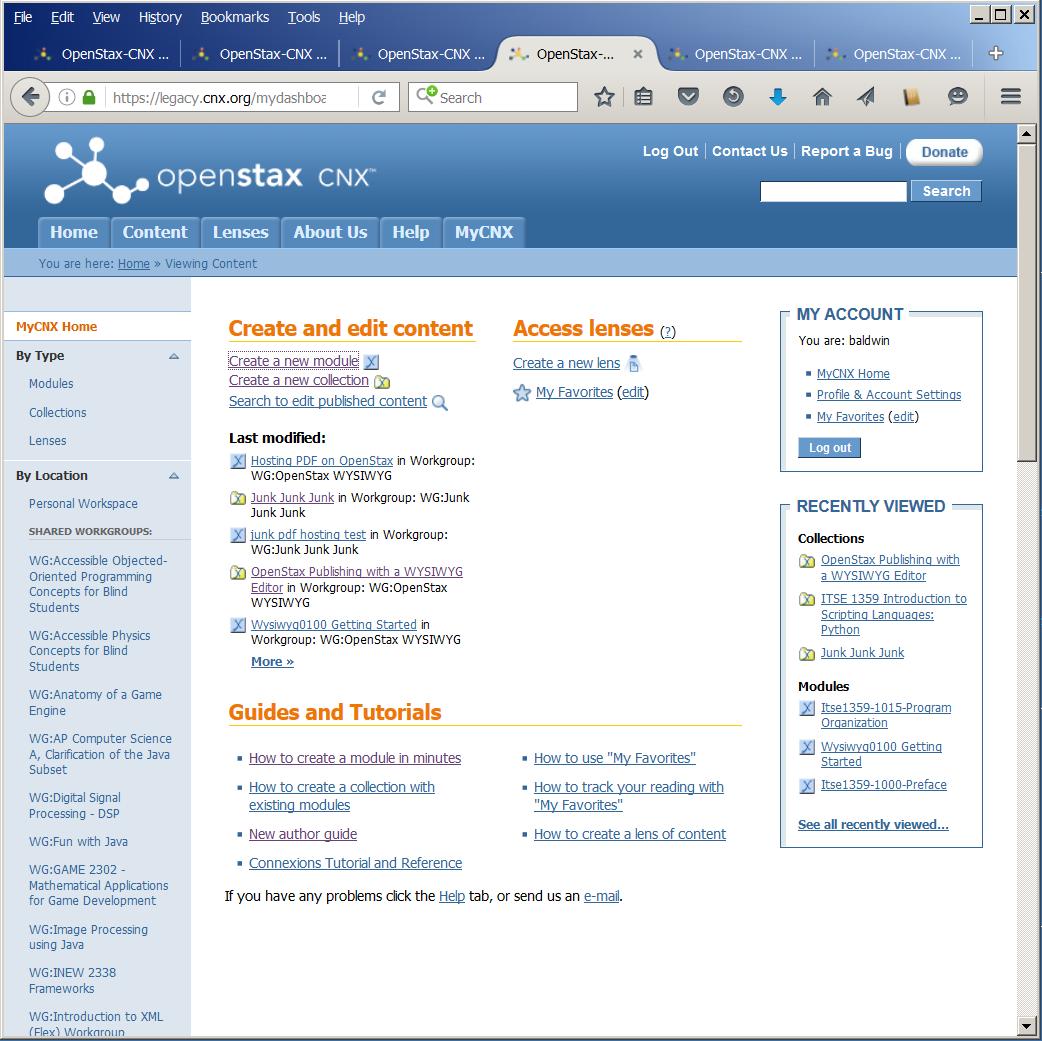 File Edit View History Bookmarks Tools Help
OpenStax-CNX ... OpenStax-CNX ... OpenStax-CNX ... OpenStax-... × OpenStax-CNX ... OpenStax-CNX ...
https://legacy.cnx.org/mydashboa Search
openstax CNX™
Log Out Contact Us Report a Bug Donate
Search
Home Content Lenses About Us Help MyCNX
You are here: Home » Viewing Content
MyCNX Home
By Type
Modules
Collections
Lenses
By Location
Personal Workspace
SHARED WORKGROUPS:
WG:Accessible Objected-
Oriented Programming
Concepts for Blind
Students
WG:Accessible Physics
Concepts for Blind
Students
WG:Anatomy of a Game
Engine
WG:AP Computer Science
A, Clarification of the Java
Subset
WG:Digital Signal
Processing - DSP
WG:Fun with Java
WG:GAME 2302 -
Mathematical Applications
for Game Development
WG:Image Processing
using Java
WG:INEW 2338
Frameworks
WG:Introduction to XML
(Flex) Workgroup
Create and edit content
Create a new module
Create a new collection
Search to edit published content
Last modified:
Hosting PDF on OpenStax in Workgroup:
WG:OpenStax WYSIWYG
Junk Junk Junk in Workgroup: WG:Junk
Junk Junk
junk pdf hosting test in Workgroup:
WG:Junk Junk Junk
OpenStax Publishing with a WYSIWYG
Editor in Workgroup: WG:OpenStax
WYSIWYG
Wysiwyg0100 Getting Started in
Workgroup: WG:OpenStax WYSIWYG
More »
Access lenses (?)
Create a new lens
My Favorites (edit)
Guides and Tutorials
How to create a module in minutes
How to create a collection with
existing modules
New author guide
Connexions Tutorial and Reference
How to use "My Favorites"
How to track your reading with
"My Favorites"
How to create a lens of content
If you have any problems click the Help tab, or send us an e-mail.
MY ACCOUNT
You are: baldwin
MyCNX Home
Profile & Account Settings
My Favorites (edit)
Log out
RECENTLY VIEWED
Collections
OpenStax Publishing with
a WYSIWYG Editor
ITSE 1359 Introduction to
Scripting Languages:
Python
Junk Junk Junk
Modules
Itse1359-1015-Program
Organization
Wysiwyg0100 Getting
Started
Itse1359-1000-Preface
See all recently viewed...